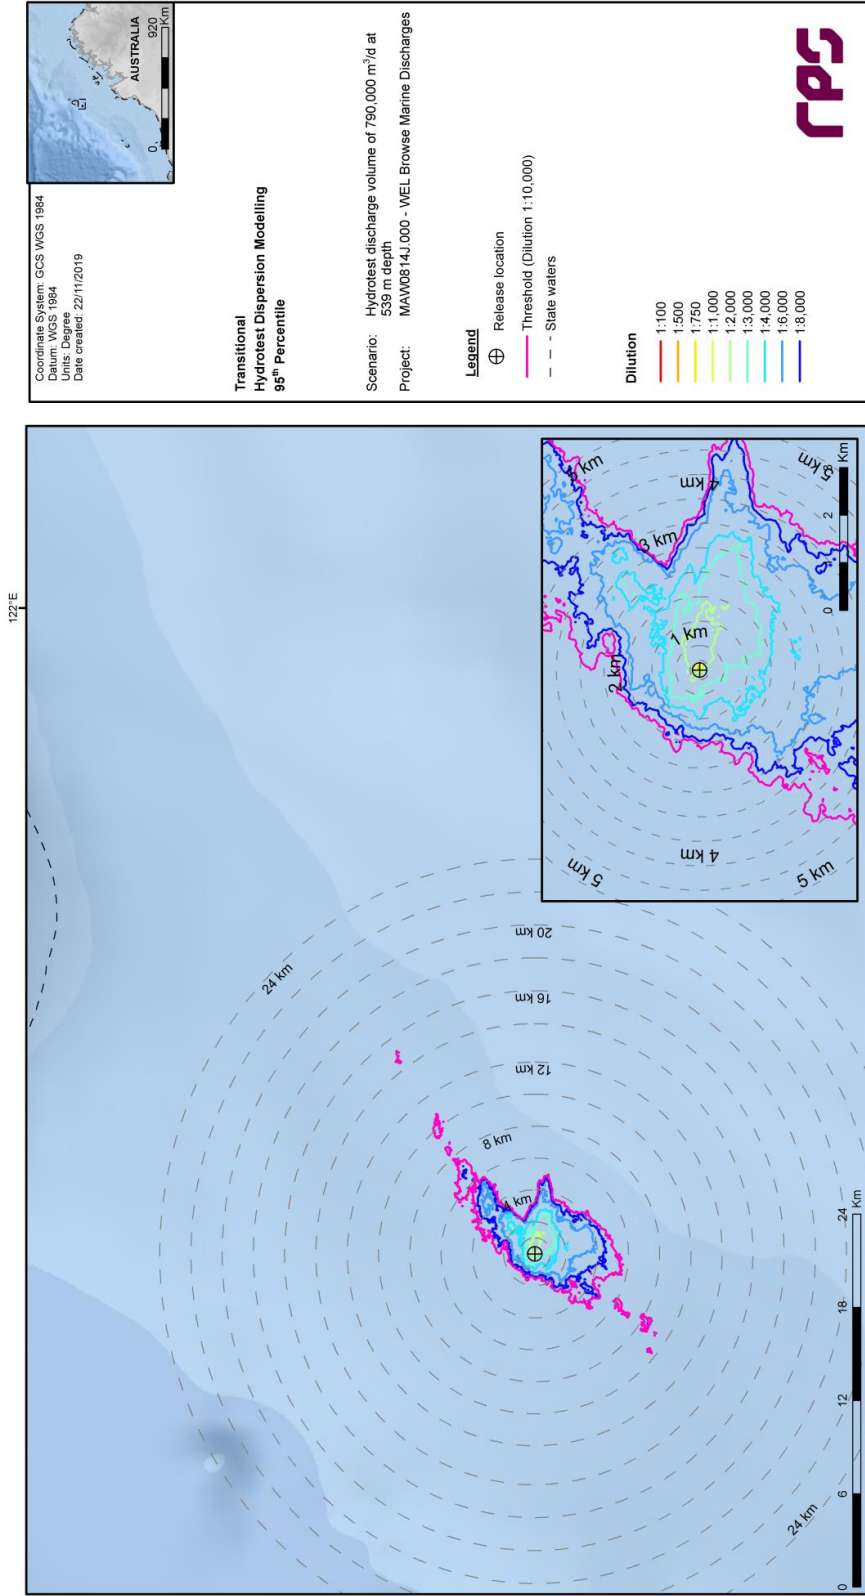 Coordinate System: GCS WGS 1984
Datum: WGS 1984
Units: Degree
Date created: 22/11/2019
AUSTRALIA
0 920
Km
Transitional
Hydrotest Dispersion Modelling
95th Percentile
Scenario: Hydrotest discharge volume of 790,000 m³/d at
539 m depth
Project: MAW0814J.000 - WEL Browse Marine Discharges
Legend
Release location
Threshold (Dilution 1:10,000)
State waters
Dilution
1:100
1:500
1:750
1:1,000
1:2,000
1:3,000
1:4,000
1:6,000
1:8,000
rps
122°E
24 km
20 km
16 km
12 km
8 km
4 km
24 km
0 6 12 18 24
Km
5 km
4 km
3 km
2 km
1 km
5 km
4 km
5 km
5 km
0 1 2 3
Km